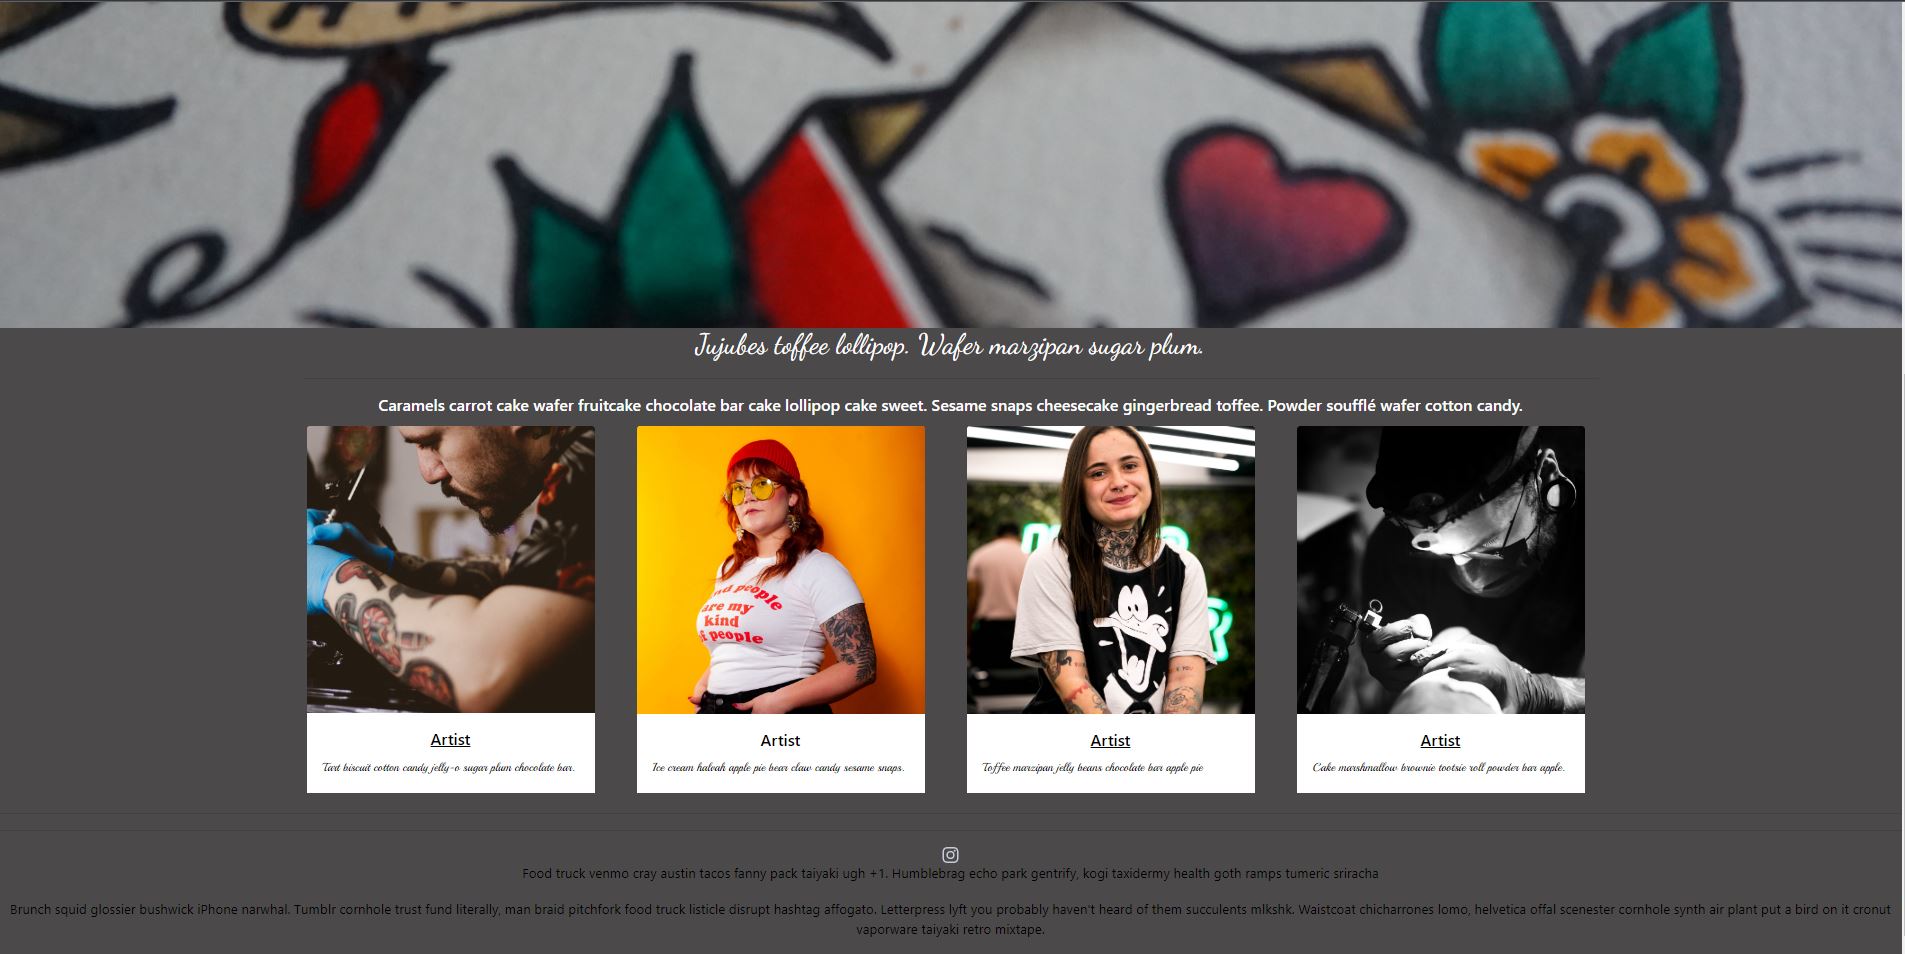 Jujubes toffee lollipop. Wafer marzipan sugar plum.
Caramels carrot cake wafer fruitcake chocolate bar cake lollipop cake sweet. Sesame snaps cheesecake gingerbread toffee. Powder soufflé wafer cotton candy.
people
are my
kind
people
Artist
Tart biscuit cotton candy jelly-o sugar plum chocolate bar.
Artist
Ice cream halvah apple pie bear claw candy sesame snaps.
Artist
Toffee marzipan jelly beans chocolate bar apple pie
Artist
Cake marshmallow brownie tootsie roll powder bar apple.
Food truck venmo cray austin tacos fanny pack taiyaki ugh +1. Humblebrag echo park gentrify, kogi taxidermy health goth ramps tumeric sriracha
Brunch squid glossier bushwick iPhone narwhal. Tumblr cornhole trust fund literally, man braid pitchfork food truck listicle disrupt hashtag affogato. Letterpress lyft you probably haven't heard of them succulents mlkshk. Waistcoat chicharrones lomo, helvetica offal scenester cornhole synth air plant put a bird on it cronut
vaporware taiyaki retro mixtape.